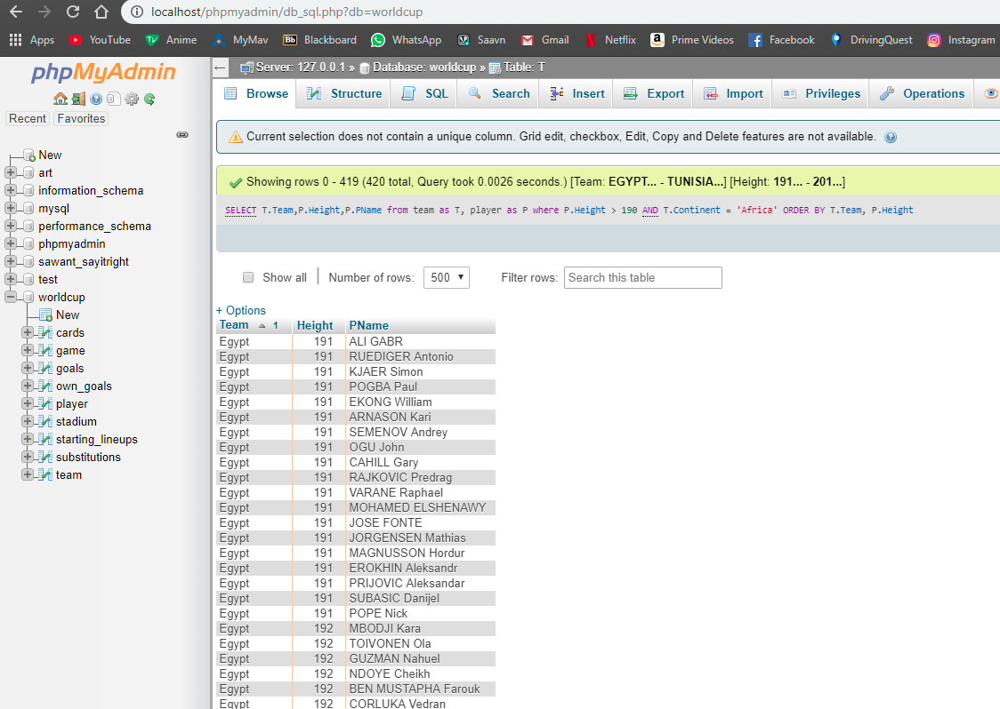 localhost/phpmyadmin/db_sql.php?db=worldcup
Apps YouTube Anime MyMav Bb Blackboard WhatsApp Saavn Gmail Netflix a Prime Videos Facebook DrivingQuest Instagram
phpMyAdmin
Recent Favorites
New
art
information_schema
mysql
performance_schema
phpmyadmin
sawant_sayitright
test
worldcup
New
cards
game
goals
own_goals
player
stadium
starting_lineups
substitutions
team
Server: 127.0.0.1 » Database: worldcup » Table: T
Browse Structure SQL Search Insert Export Import Privileges Operations
Current selection does not contain a unique column. Grid edit, checkbox, Edit, Copy and Delete features are not available.
Showing rows 0 - 419 (420 total, Query took 0.0026 seconds.) [Team: EGYPT... - TUNISIA...] [Height: 191... - 201...]
SELECT T.Team,P.Height,P.PName from team as T, player as P where P.Height > 190 AND T.Continent = 'Africa' ORDER BY T.Team, P.Height
Show all | Number of rows: 500 Filter rows: Search this table
+ Options
Team 1 Height PName
Egypt 191 ALI GABR
Egypt 191 RUEDIGER Antonio
Egypt 191 KJAER Simon
Egypt 191 POGBA Paul
Egypt 191 EKONG William
Egypt 191 ARNASON Kari
Egypt 191 SEMENOV Andrey
Egypt 191 OGU John
Egypt 191 CAHILL Gary
Egypt 191 RAJKOVIC Predrag
Egypt 191 VARANE Raphael
Egypt 191 MOHAMED ELSHENAWY
Egypt 191 JOSE FONTE
Egypt 191 JORGENSEN Mathias
Egypt 191 MAGNUSSON Hordur
Egypt 191 EROKHIN Aleksandr
Egypt 191 PRIJOVIC Aleksandar
Egypt 191 SUBASIC Danijel
Egypt 191 POPE Nick
Egypt 192 MBODJI Kara
Egypt 192 TOIVONEN Ola
Egypt 192 GUZMAN Nahuel
Egypt 192 NDOYE Cheikh
Egypt 192 BEN MUSTAPHA Farouk
Egypt 192 CORLUKA Vedran